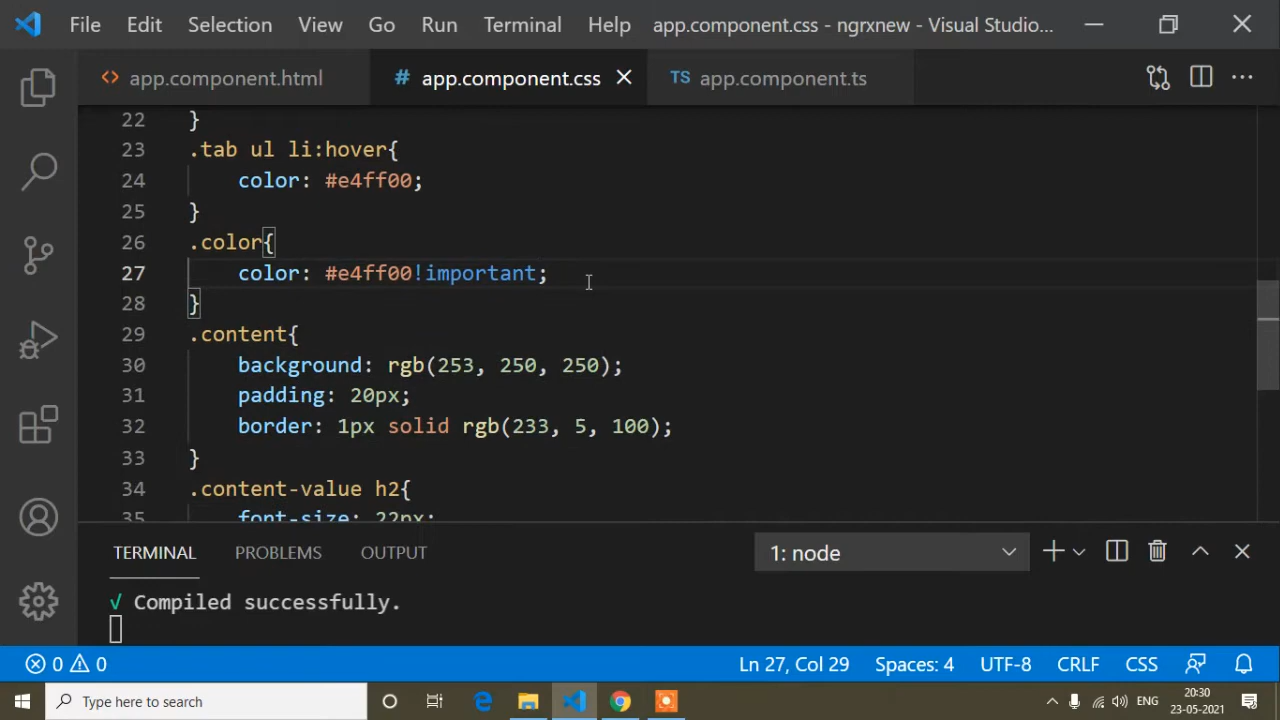 File Edit Selection View Go Run Terminal Help app.component.css - ngrxnew - Visual Studio...
<> app.component.html # app.component.css TS app.component.ts
22 }
23 .tab ul li:hover{
24 color: #e4ff00;
25 }
26 .color{
27 color: #e4ff00!important;
28 }
29 .content{
30 background: rgb(253, 250, 250);
31 padding: 20px;
32 border: 1px solid rgb(233, 5, 100);
33 }
34 .content-value h2{
35 font-size: 22px;
TERMINAL PROBLEMS OUTPUT 1: node
√ Compiled successfully.
0 0 Ln 27, Col 29 Spaces: 4 UTF-8 CRLF CSS
Type here to search ENG 20:30
23-05-2021